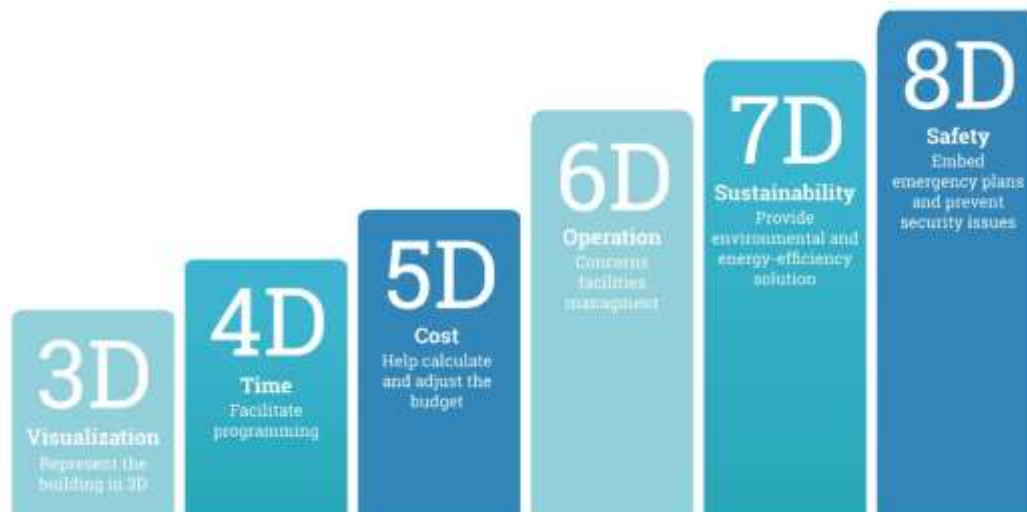 3D
Visualization
Represent the
building in 3D
4D
Time
Facilitate
programming
5D
Cost
Help calculate
and adjust the
budget
6D
Operation
Concerns
facilities
managment
7D
Sustainability
Provide
environmental and
energy-efficiency
solution
8D
Safety
Embed
emergency plans
and prevent
security issues